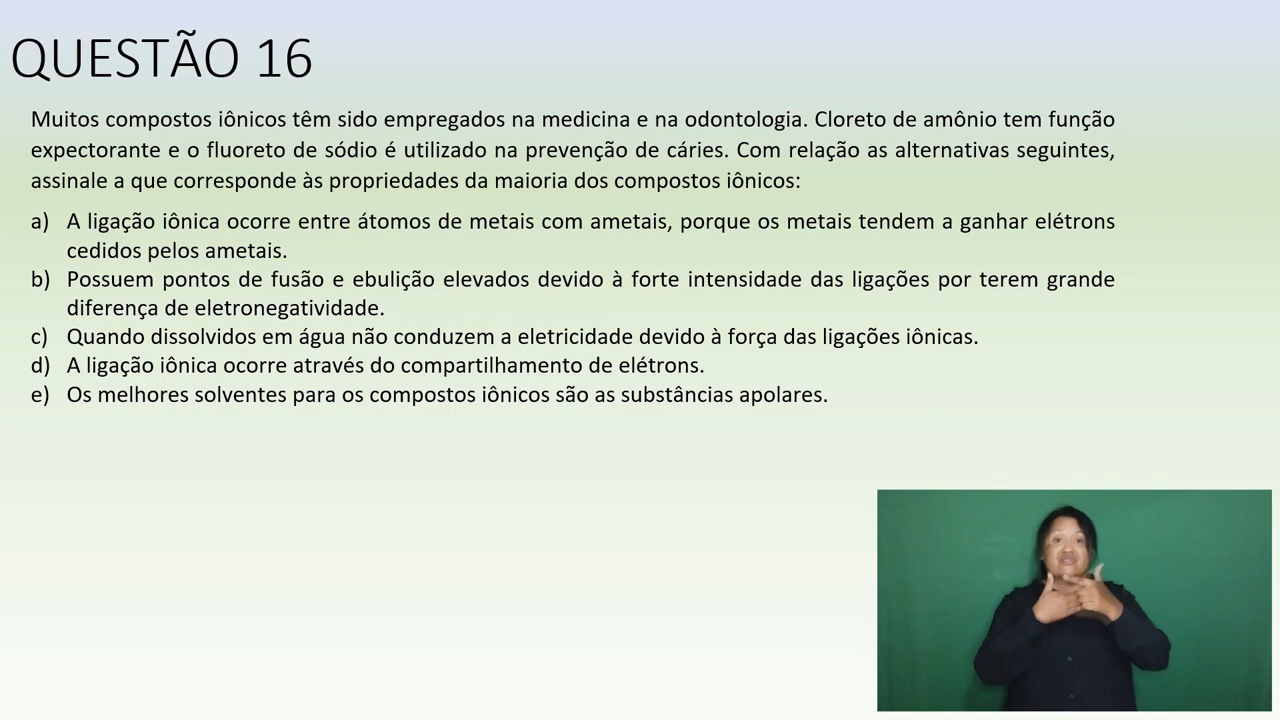 QUESTÃO 16
Muitos compostos iônicos têm sido empregados na medicina e na odontologia. Cloreto de amônio tem função
expectorante e o fluoreto de sódio é utilizado na prevenção de cáries. Com relação as alternativas seguintes,
assinale a que corresponde às propriedades da maioria dos compostos iônicos:
a) A ligação iônica ocorre entre átomos de metais com ametais, porque os metais tendem a ganhar elétrons
cedidos pelos ametais.
b) Possuem pontos de fusão e ebulição elevados devido à forte intensidade das ligações por terem grande
diferença de eletronegatividade.
c) Quando dissolvidos em água não conduzem a eletricidade devido à força das ligações iônicas.
d) A ligação iônica ocorre através do compartilhamento de elétrons.
e) Os melhores solventes para os compostos iônicos são as substâncias apolares.